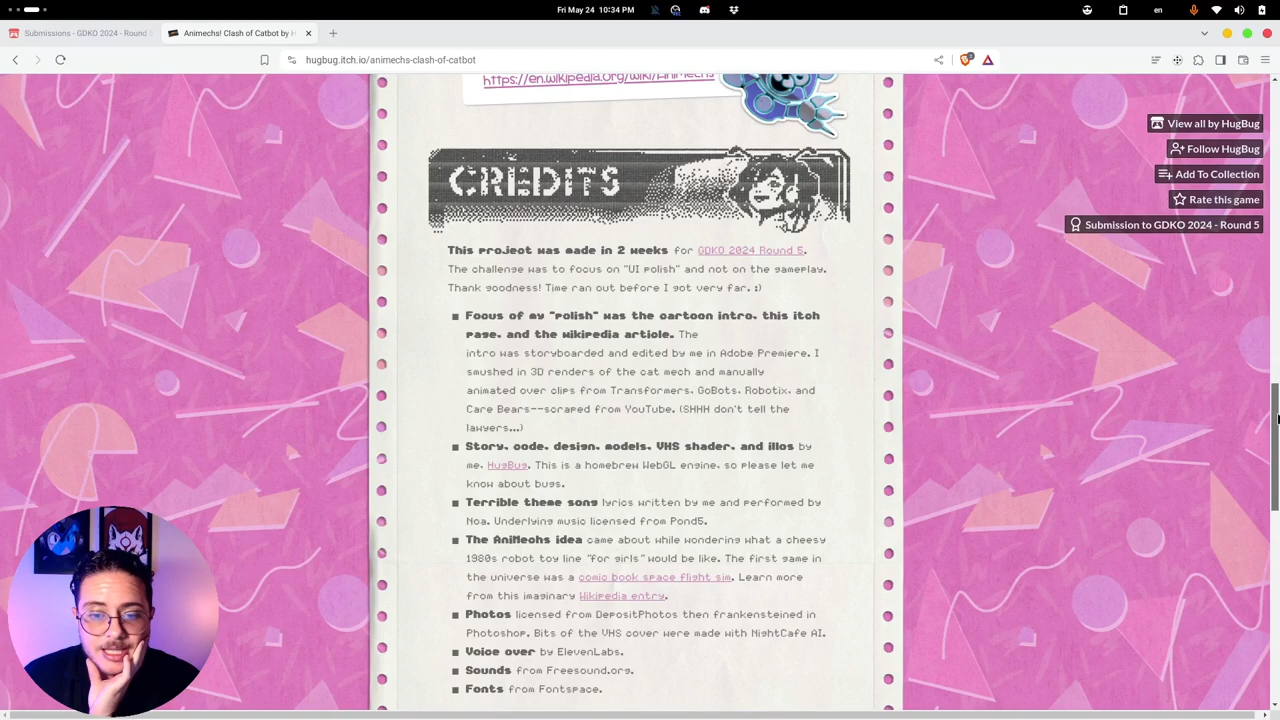 Fri May 24 10:34 PM
en
Submissions - GDKO 2024 - Round 5
Animechs! Clash of Catbot by H
hugbug.itch.io/animechs-clash-of-catbot
https://en.wikipedia.org/wiki/AniMechs
View all by HugBug
Follow HugBug
Add To Collection
Rate this game
Submission to GDKO 2024 - Round 5
CREDITS
This project was made in 2 weeks for GDKO 2024 Round 5.
The challenge was to focus on "UI polish" and not on the gameplay.
Thank goodness! Time ran out before I got very far. :)
■ Focus of my "polish" was the cartoon intro, this itch
page, and the wikipedia article. The
intro was storyboarded and edited by me in Adobe Premiere. I
smushed in 3D renders of the cat mech and manually
animated over clips from Transformers, GoBots, Robotix, and
Care Bears--scraped from YouTube. (SHHH don't tell the
lawyers...)
■ Story, code, design, models, VHS shader, and illos by
me, HugBug. This is a homebrew WebGL engine, so please let me
know about bugs.
■ Terrible theme song lyrics written by me and performed by
Noa. Underlying music licensed from Pond5.
■ The AniMechs idea came about while wondering what a cheesy
1980s robot toy line "for girls" would be like. The first game in
the universe was a comic book space flight sim. Learn more
from this imaginary Wikipedia entry.
■ Photos licensed from DepositPhotos then frankensteined in
Photoshop. Bits of the VHS cover were made with NightCafe AI.
■ Voice over by ElevenLabs.
■ Sounds from Freesound.org.
■ Fonts from Fontspace.